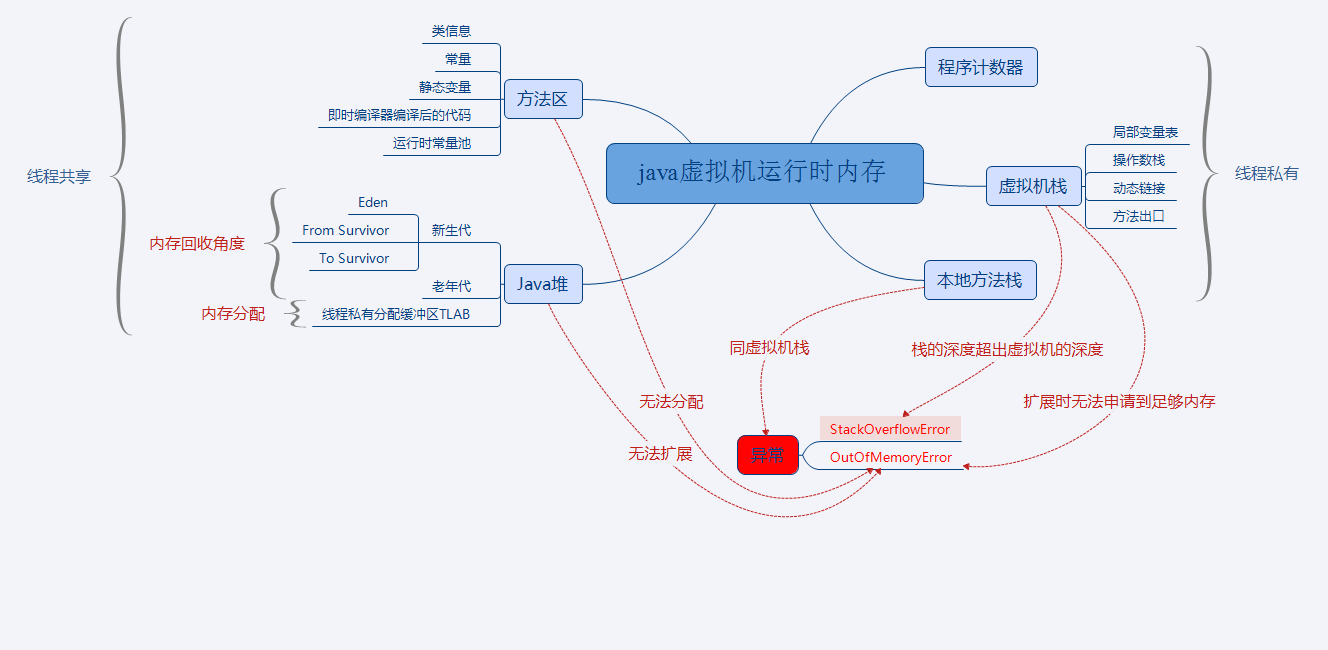 java虚拟机运行时内存
线程共享
方法区
类信息
常量
静态变量
即时编译器编译后的代码
运行时常量池
Java堆
内存回收角度
新生代
Eden
From Survivor
To Survivor
老年代
内存分配
线程私有分配缓冲区TLAB
线程私有
程序计数器
虚拟机栈
局部变量表
操作数栈
动态链接
方法出口
本地方法栈
同虚拟机栈
栈的深度超出虚拟机的深度
无法分配
扩展时无法申请到足够内存
无法扩展
异常
StackOverflowError
OutOfMemoryError